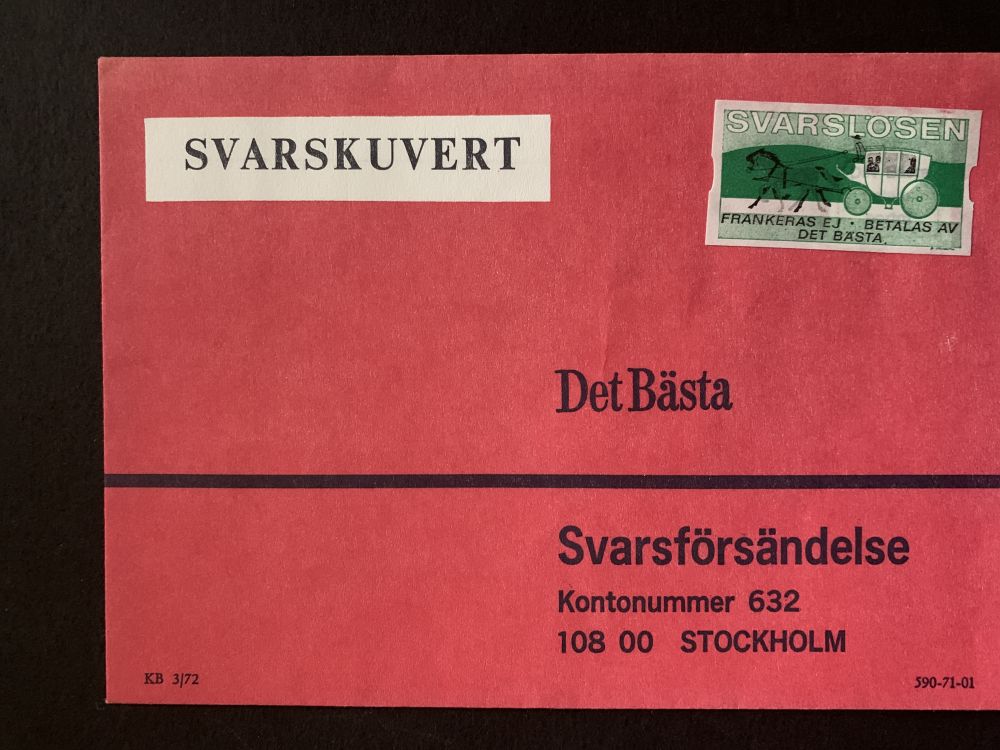 SVARSKUVERT
SVARSLÖSEN
FRANKERAS EJ · BETALAS AV
DET BÄSTA
Det Bästa
Svarsförsändelse
Kontonummer 632
108 00 STOCKHOLM
KB 3/72
590-71-01